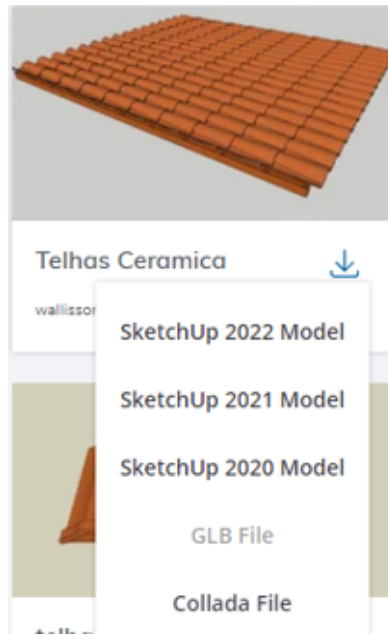 Telhas Ceramica
SketchUp 2022 Model
SketchUp 2021 Model
SketchUp 2020 Model
GLB File
Collada File